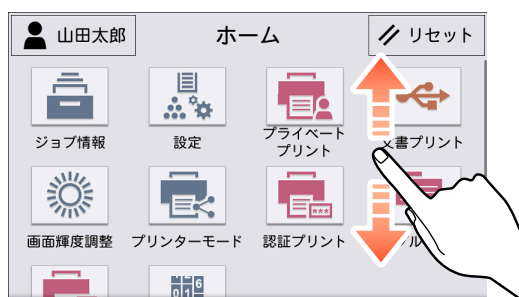 山田太郎
ホーム
リセット
ジョブ情報
設定
プライベート
プリント
文書プリント
画面輝度調整
プリンターモード
認証プリント